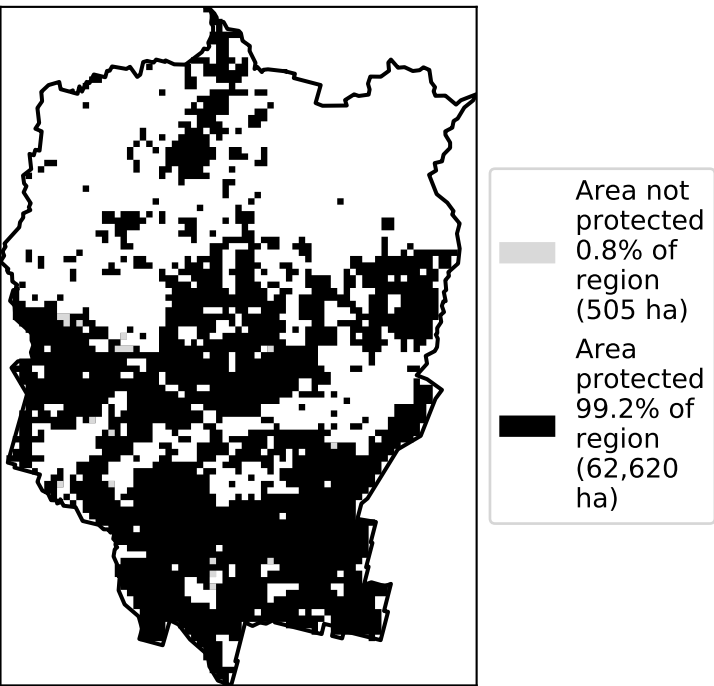 Area not
protected
0.8% of
region
(505 ha)
Area
protected
99.2% of
region
(62,620
ha)